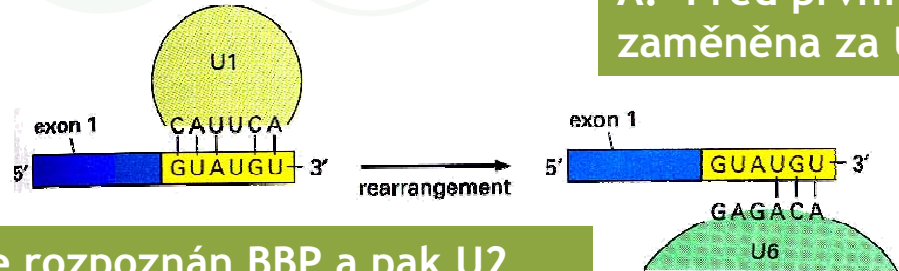 A. Před první
zaměněna za U
U1
CAUUCA
exon 1
5′ GUAUGU 3′
rearrangement
exon 1
5′ GUAUGU 3′
GAGACA
U6
e rozpoznán BBP a pak U2